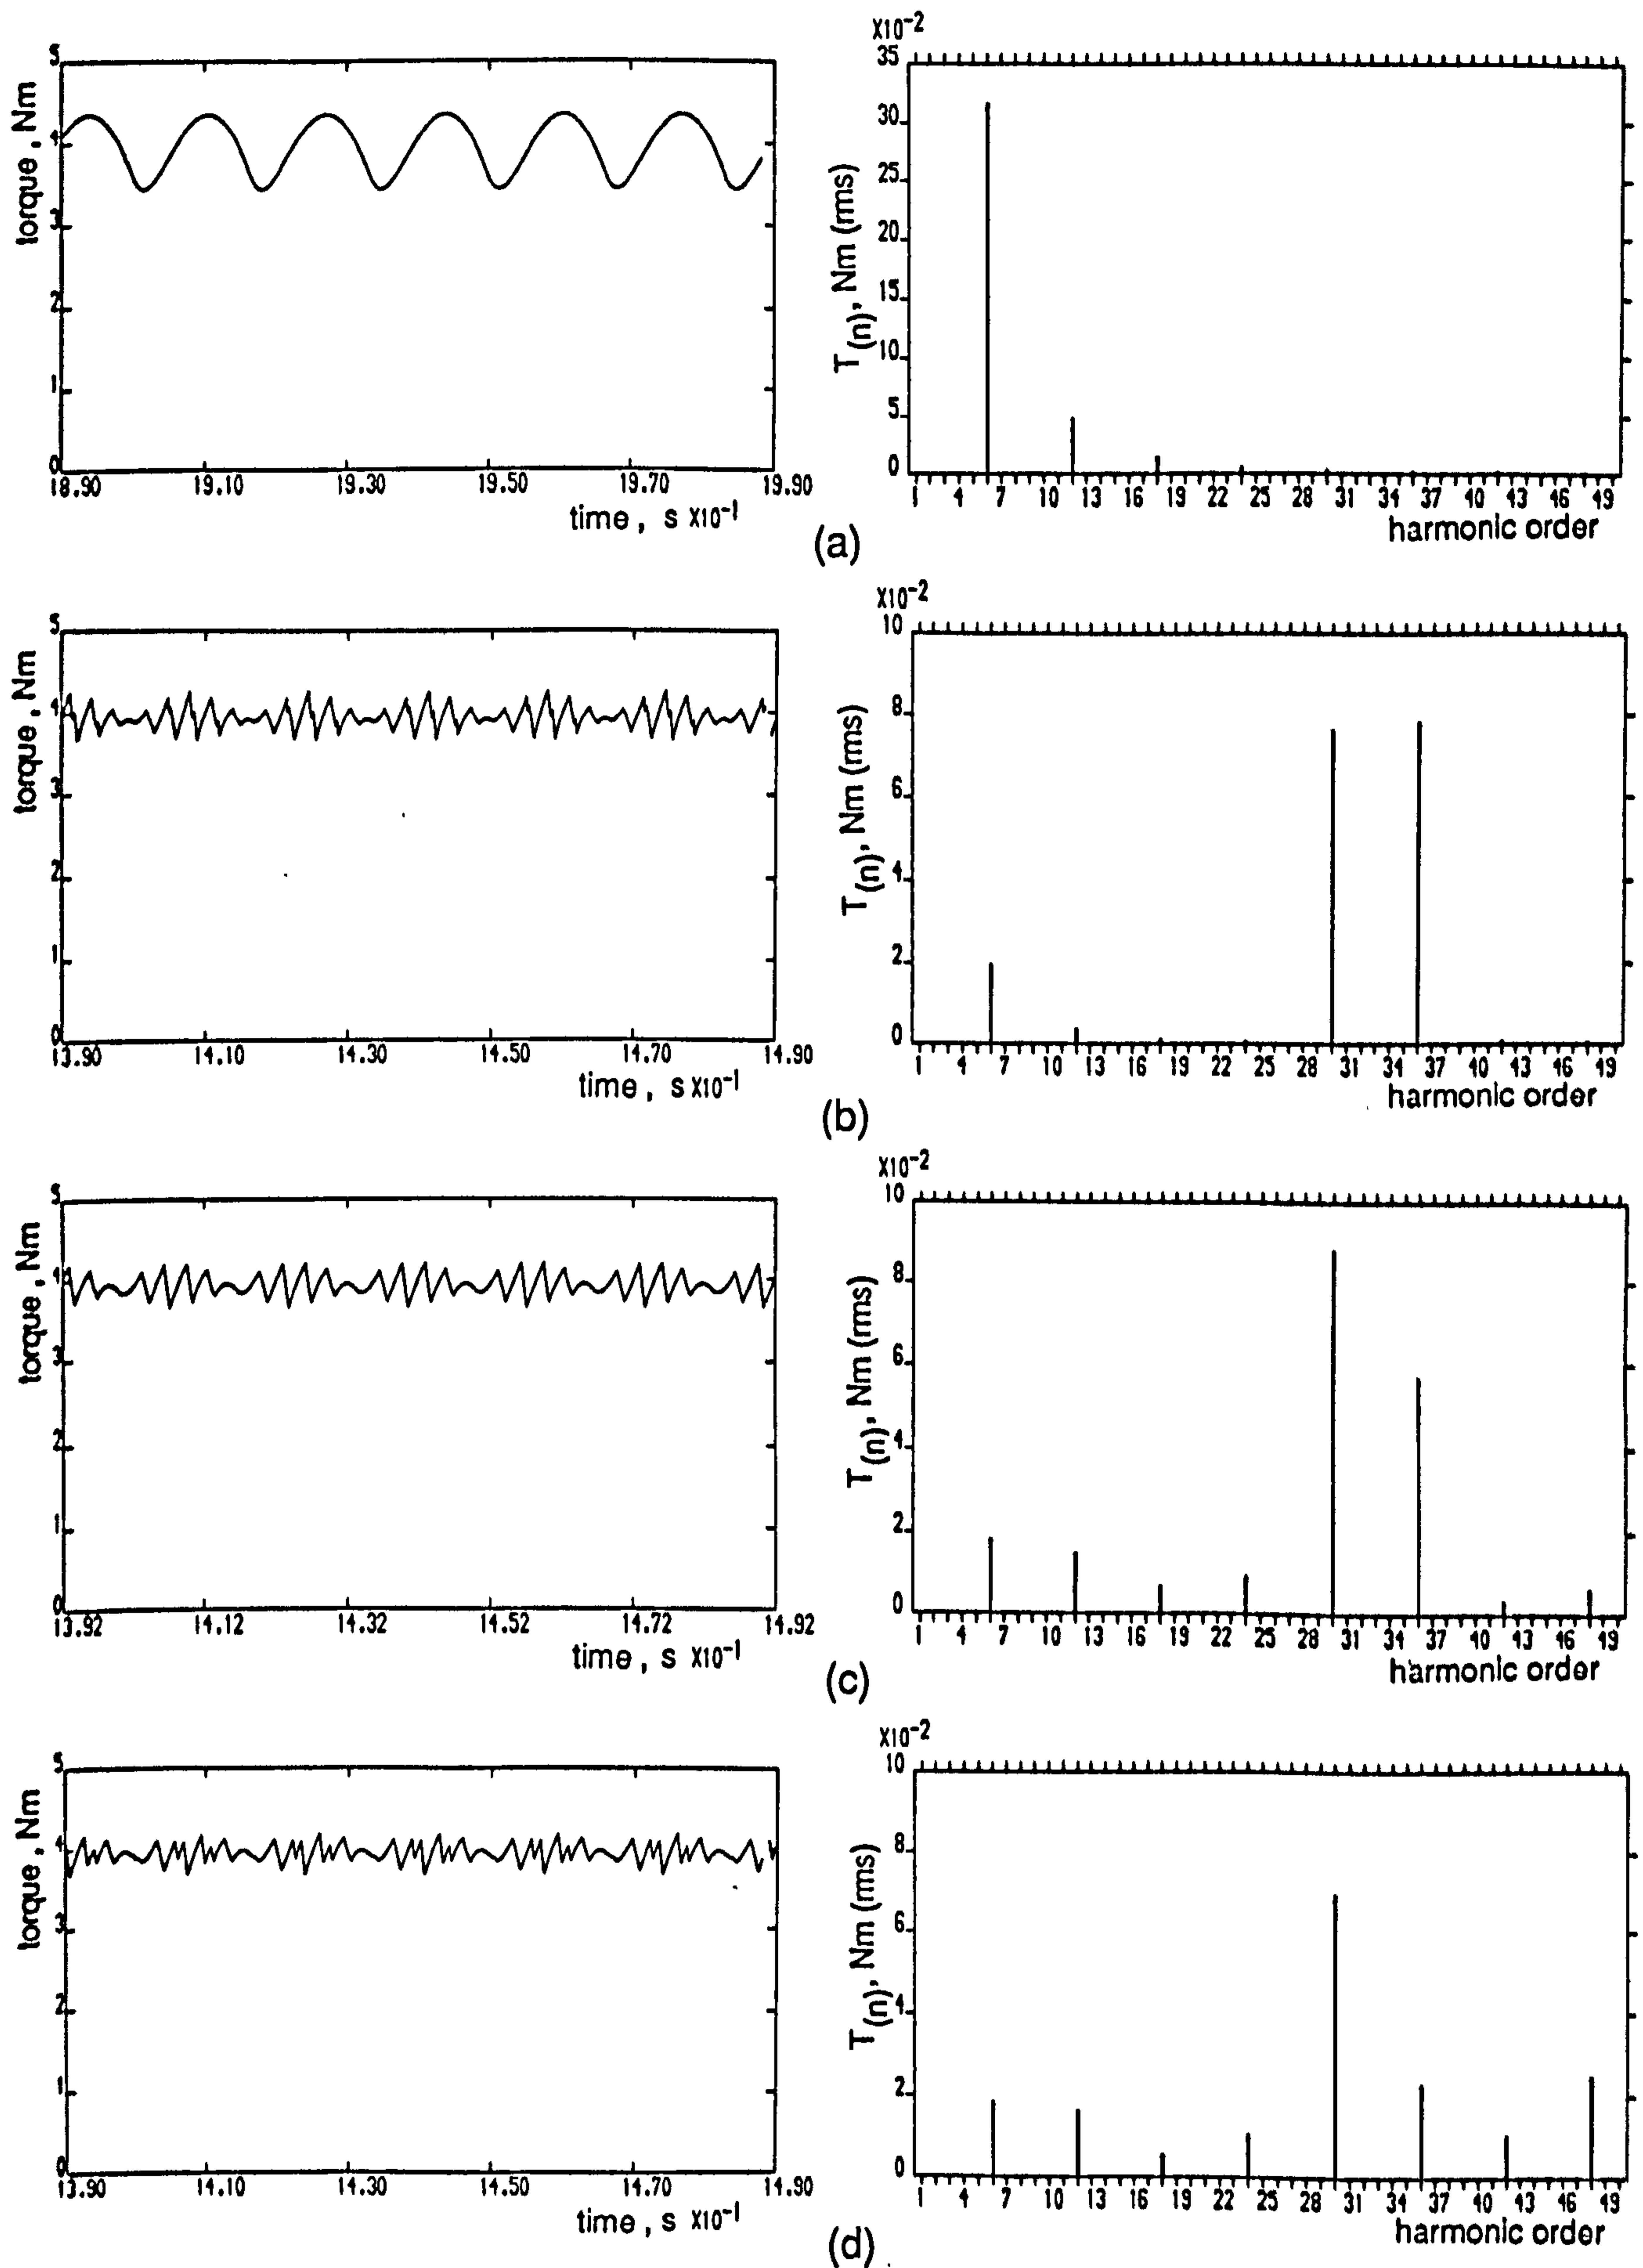 torque, Nm
5
4
3
2
1
0
18.90 19.10 19.30 19.50 19.70 19.90
time, s X10-1
X10-2
T(n), Nm (rms)
35
30
25
20
15
10
5
0
1 4 7 10 13 16 19 22 25 28 31 34 37 40 43 46 49
harmonic order
(a)
torque, Nm
5
4
3
2
1
0
13.90 14.10 14.30 14.50 14.70 14.90
time, s X10-1
X10-2
T(n), Nm (rms)
10
8
6
4
2
0
1 4 7 10 13 16 19 22 25 28 31 34 37 40 43 46 49
harmonic order
(b)
torque, Nm
5
4
3
2
1
0
13.92 14.12 14.32 14.52 14.72 14.92
time, s X10-1
X10-2
T(n), Nm (rms)
10
8
6
4
2
0
1 4 7 10 13 16 19 22 25 28 31 34 37 40 43 46 49
harmonic order
(c)
torque, Nm
5
4
3
2
1
0
13.90 14.10 14.30 14.50 14.70 14.90
time, s X10-1
X10-2
T(n), Nm (rms)
10
8
6
4
2
0
1 4 7 10 13 16 19 22 25 28 31 34 37 40 43 46 49
harmonic order
(d)